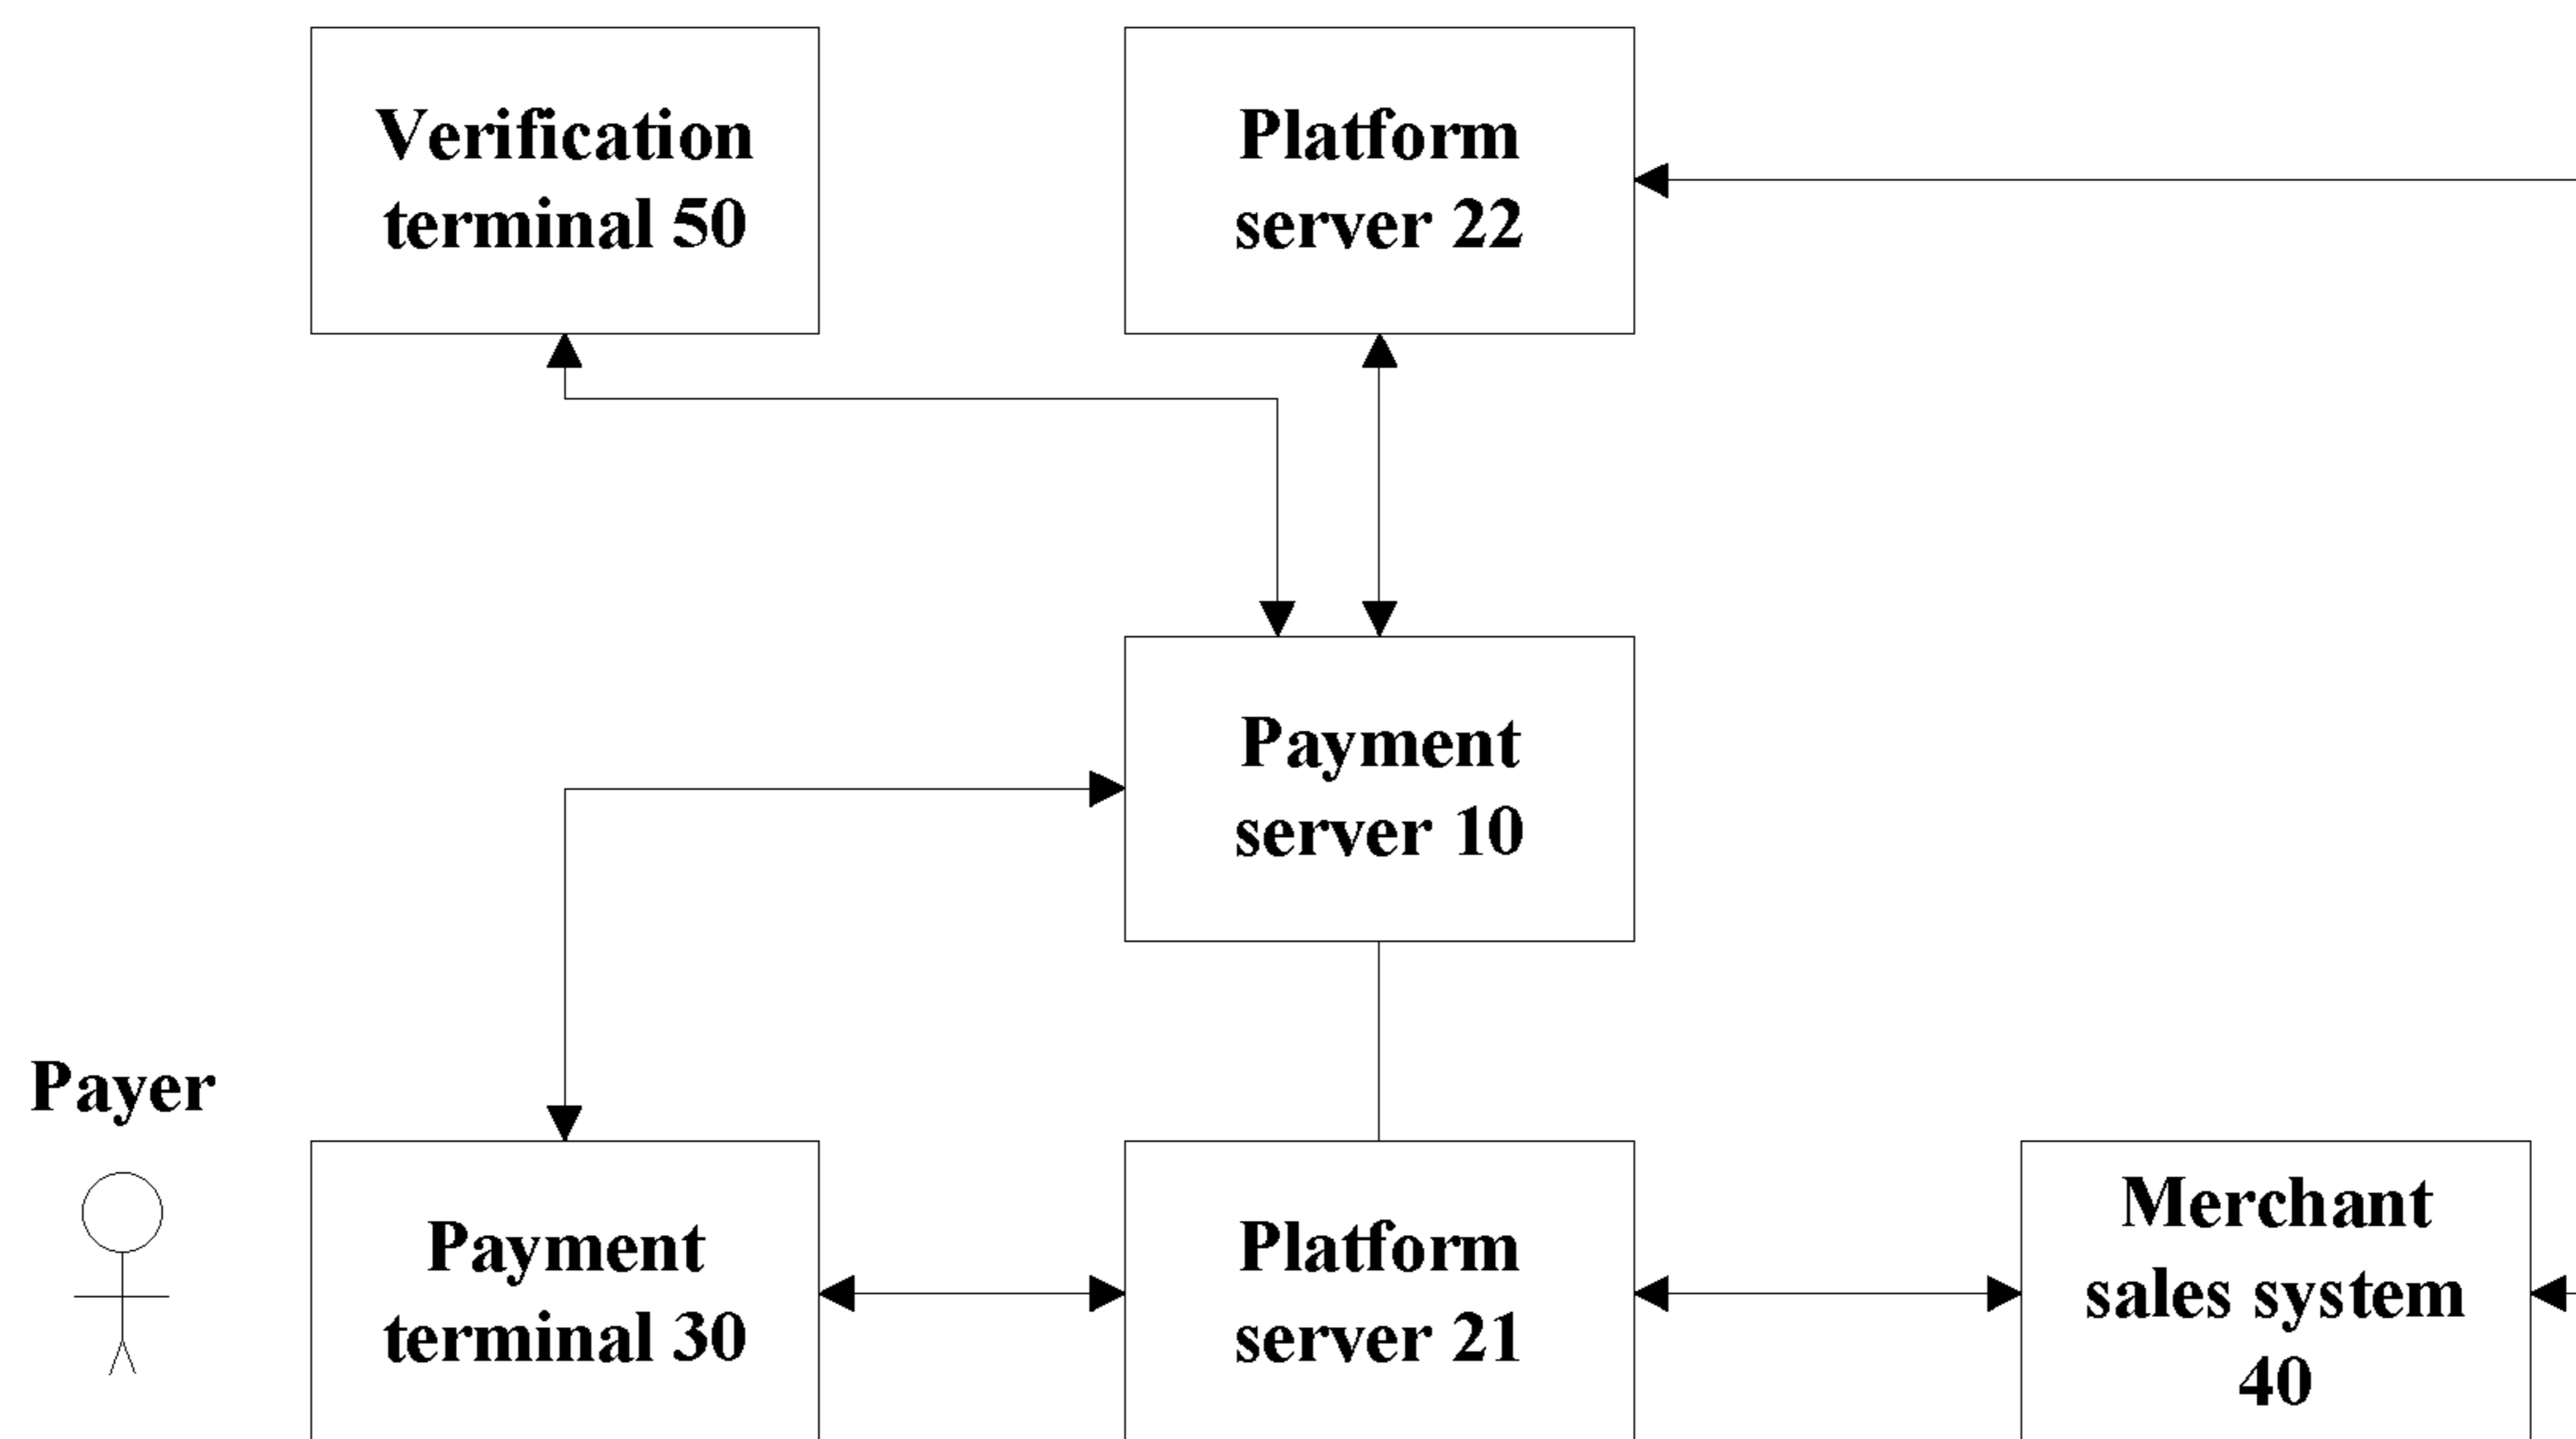 Verification
terminal 50
Platform
server 22
Payment
server 10
Payer
Payment
terminal 30
Platform
server 21
Merchant
sales system
40